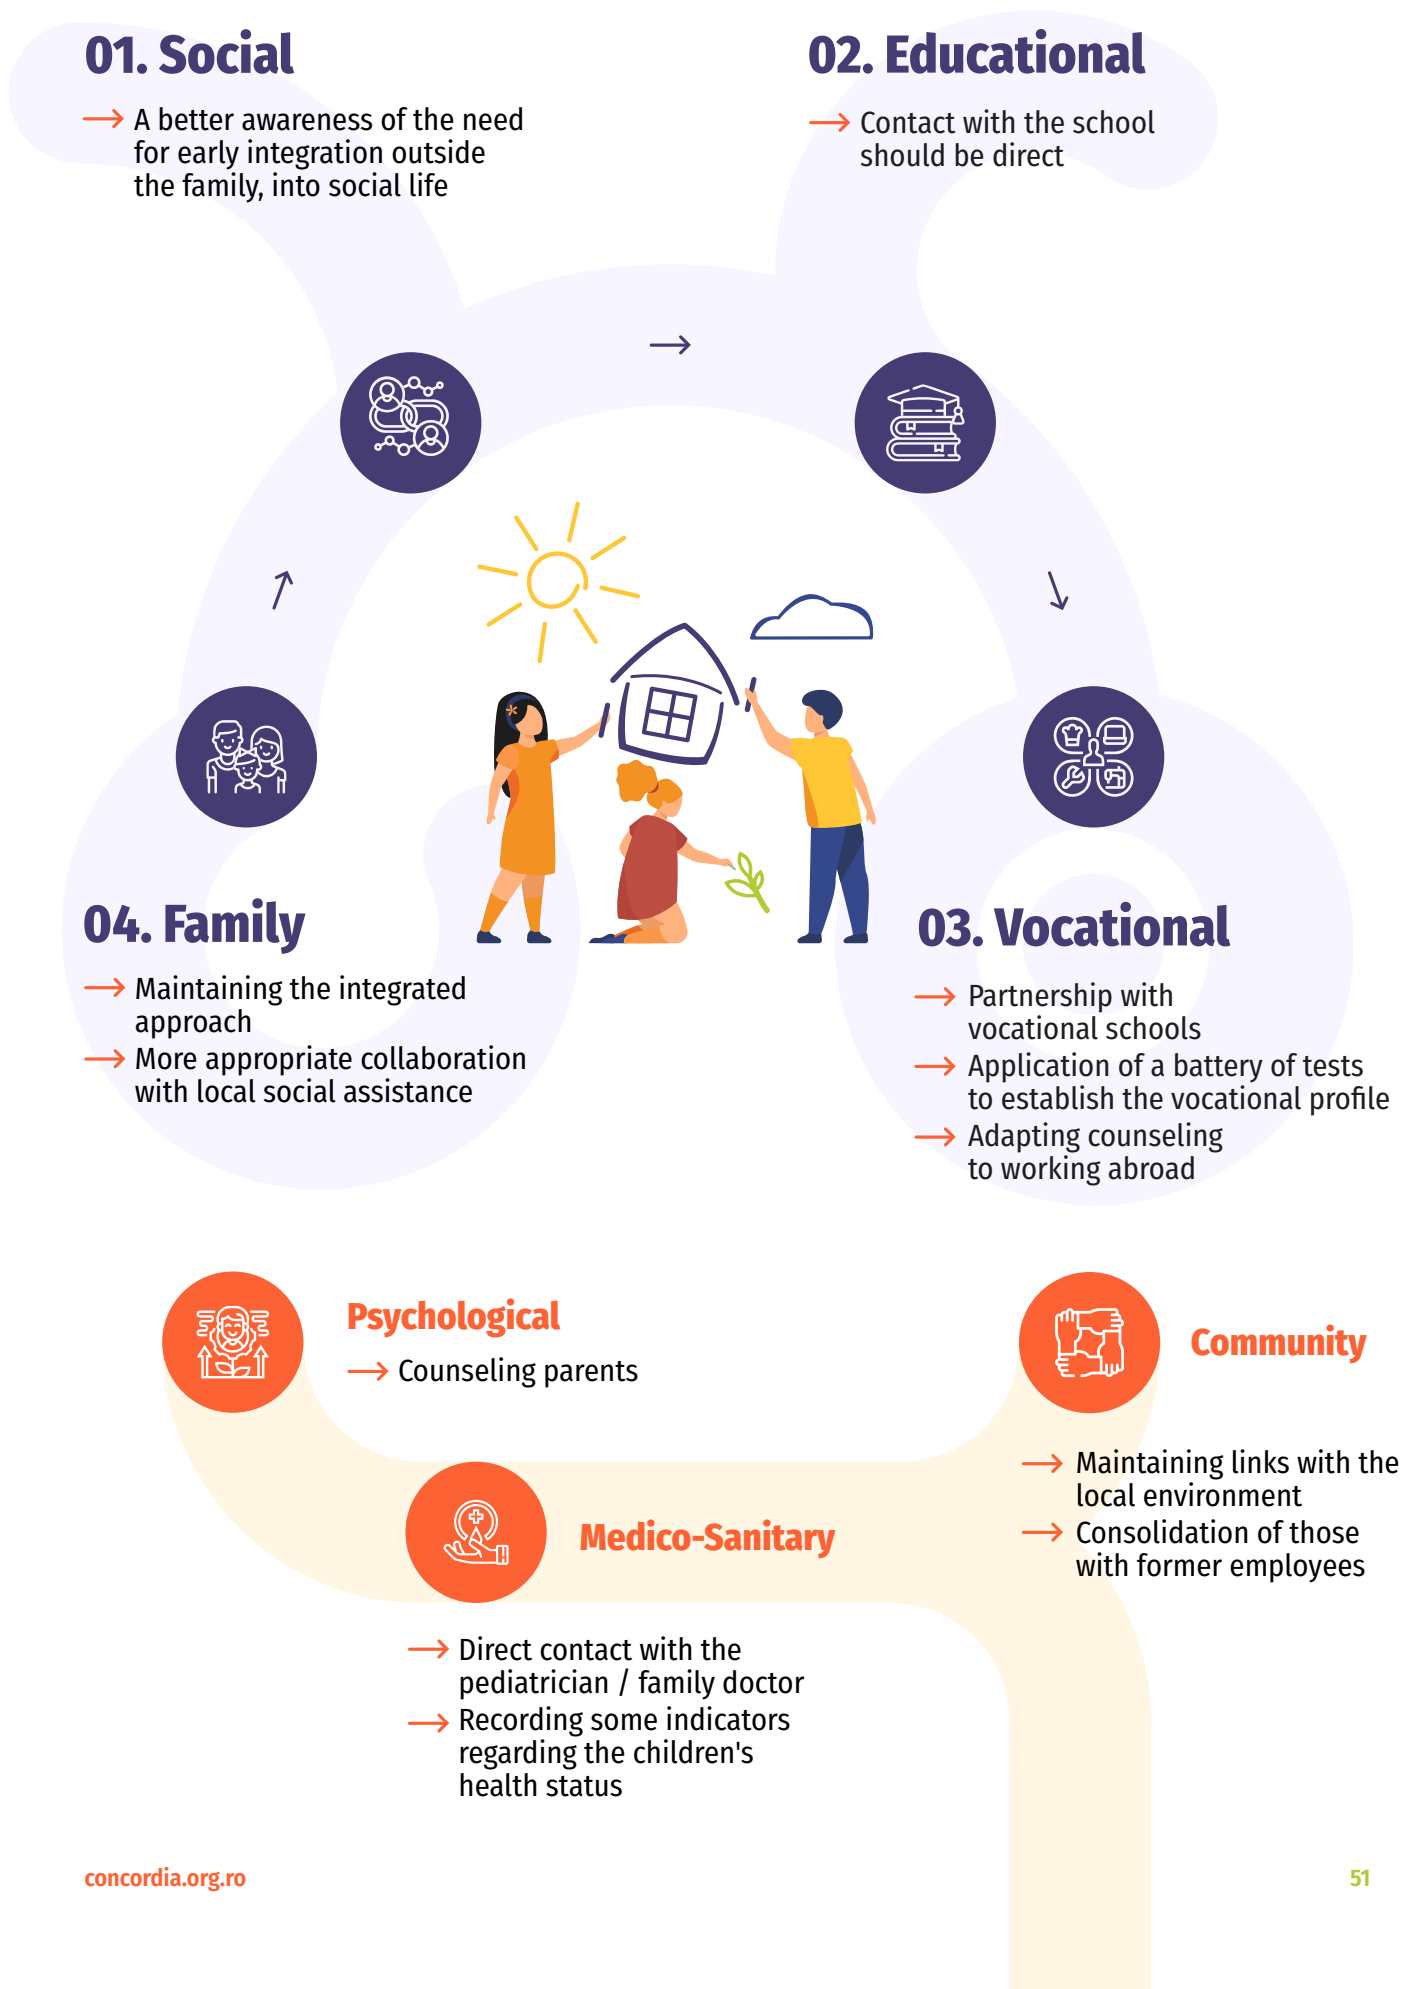 01. Social
A better awareness of the need
for early integration outside
the family, into social life
02. Educational
Contact with the school
should be direct
04. Family
Maintaining the integrated
approach
More appropriate collaboration
with local social assistance
03. Vocational
Partnership with
vocational schools
Application of a battery of tests
to establish the vocational profile
Adapting counseling
to working abroad
Psychological
Counseling parents
Community
Maintaining links with the
local environment
Consolidation of those
with former employees
Medico-Sanitary
Direct contact with the
pediatrician / family doctor
Recording some indicators
regarding the children's
health status
concordia.org.ro
51